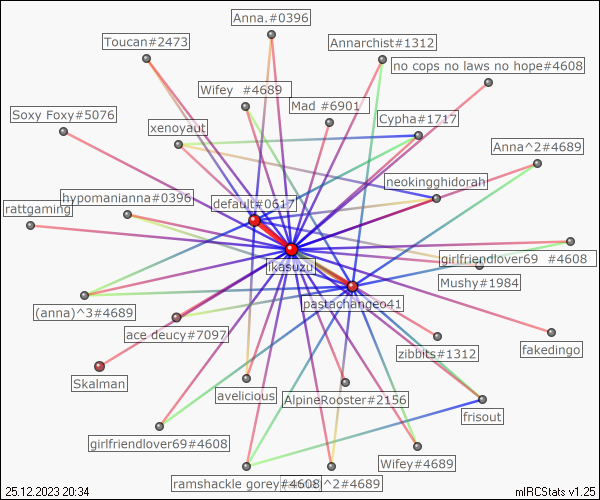 Anna.#0396
Toucan#2473
Annarchist#1312
no cops no laws no hope#4608
Wifey #4689
Mad #6901
Soxy Foxy#5076
Cypha#1717
xenoyaut
Anna^2#4689
neokingghidorah
hypomanianna#0396
default#0617
rattgaming
girlfriendlover69 #4608
ikasuzu
Mushy#1984
pastachangeo41
(anna)^3#4689
ace deucy#7097
fakedingo
zibbits#1312
Skalman
avelicious
AlpineRooster#2156
frisout
girlfriendlover69#4608
Wifey#4689
ramshackle gorey#4608
^2#4689
25.12.2023 20:34
mIRCStats v1.25